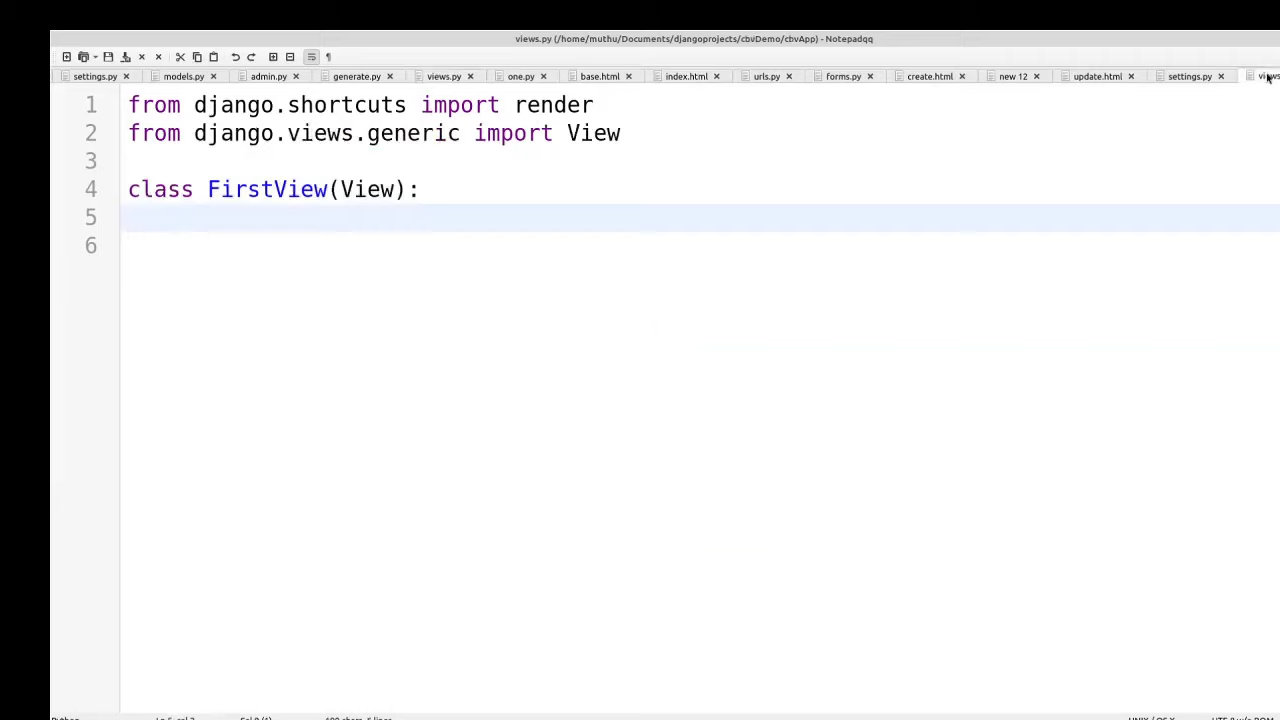 views.py (/home/muthu/Documents/djangoprojects/cbvDemo/cbvApp) - Notepadqq
settings.py models.py admin.py generate.py views.py one.py base.html index.html urls.py forms.py create.html new 12 update.html settings.py
1 from django.shortcuts import render
2 from django.views.generic import View
3
4 class FirstView(View):
5
6